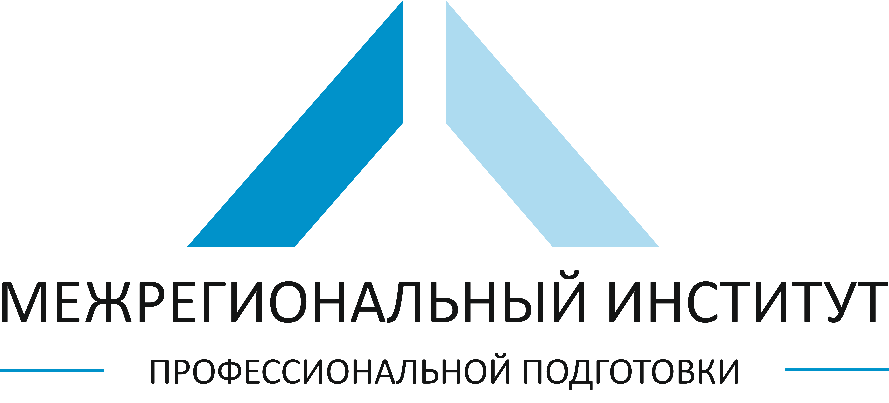 МЕЖРЕГИОНАЛЬНЫЙ ИНСТИТУТ
ПРОФЕССИОНАЛЬНОЙ ПОДГОТОВКИ